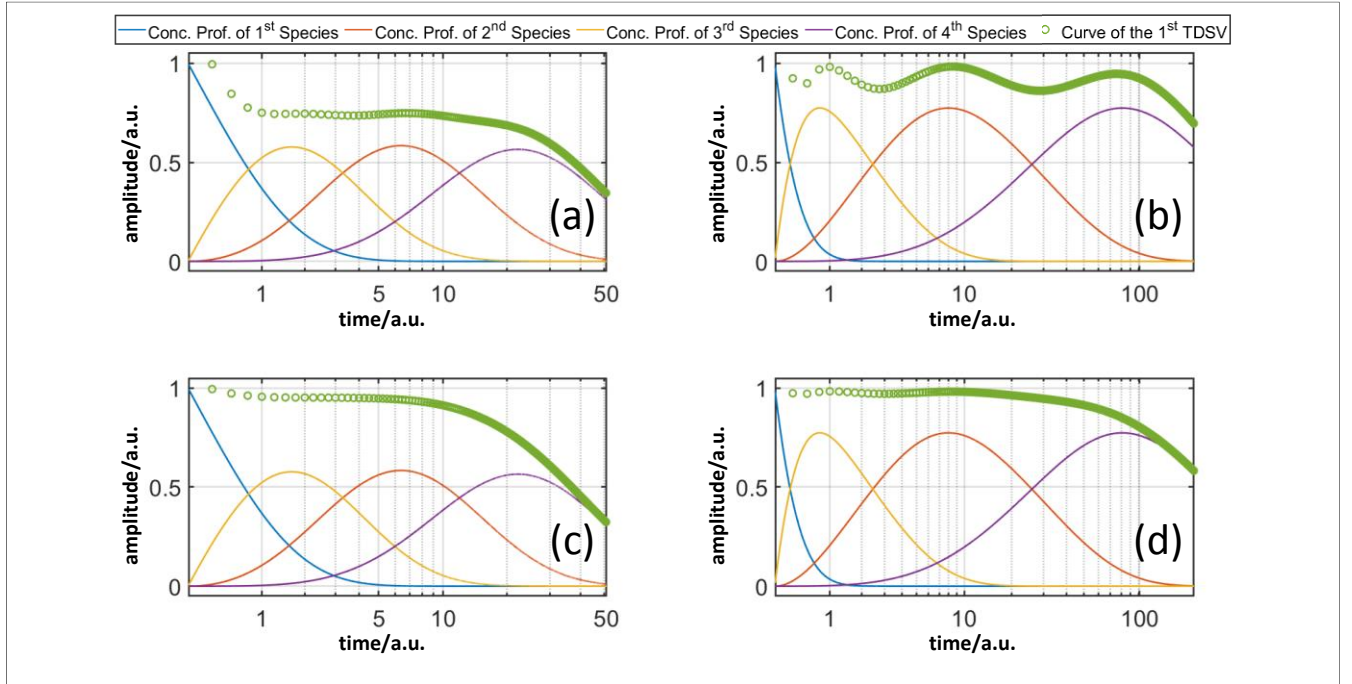 Conc. Prof. of 1st Species Conc. Prof. of 2nd Species Conc. Prof. of 3rd Species Conc. Prof. of 4th Species Curve of the 1st TDSV
1
0.5
0
amplitude/a.u.
(a)
1 5 10 50
time/a.u.
1
0.5
0
amplitude/a.u.
(b)
1 10 100
time/a.u.
1
0.5
0
amplitude/a.u.
(c)
1 5 10 50
time/a.u.
1
0.5
0
amplitude/a.u.
(d)
1 10 100
time/a.u.